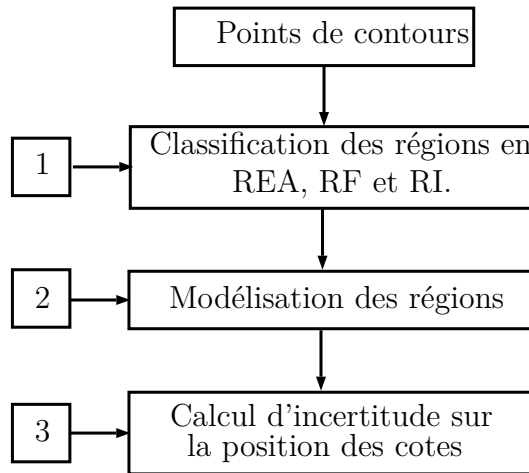 Points de contours
1
Classification des régions en
REA, RF et RI.
2
Modélisation des régions
3
Calcul d'incertitude sur
la position des cotes